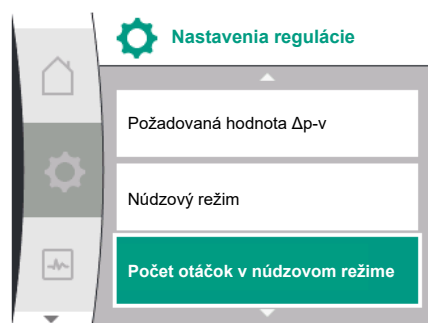 Nastavenia regulácie
Požadovaná hodnota Δp-v
Núdzový režim
Počet otáčok v núdzovom režime